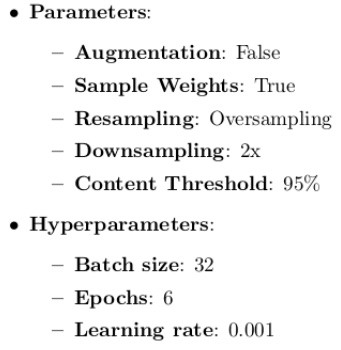 • Parameters:
– Augmentation: False
– Sample Weights: True
– Resampling: Oversampling
– Downsampling: 2x
– Content Threshold: 95%
• Hyperparameters:
– Batch size: 32
– Epochs: 6
– Learning rate: 0.001